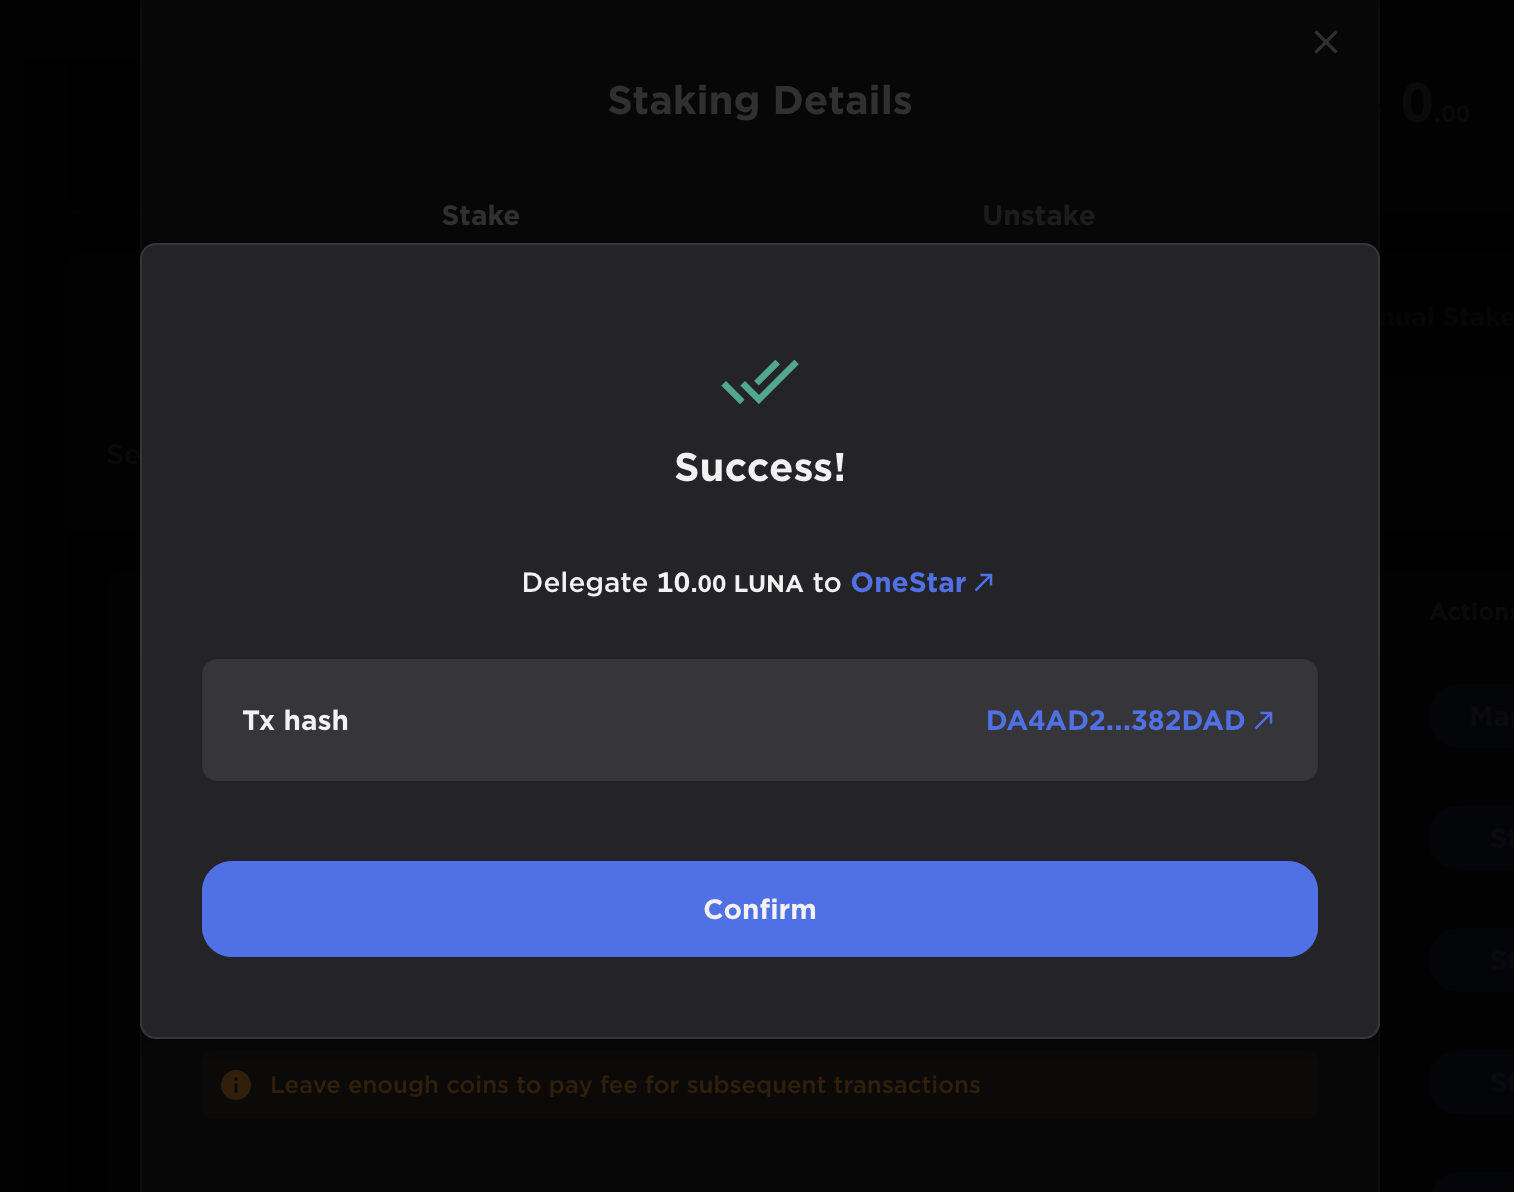 Staking Details
0.00
Stake
Unstake
nual Stake
Se
Success!
Delegate 10.00 LUNA to OneStar
Actions
Tx hash
DA4AD2...382DAD
Ma
St
Confirm
St
St
Leave enough coins to pay fee for subsequent transactions